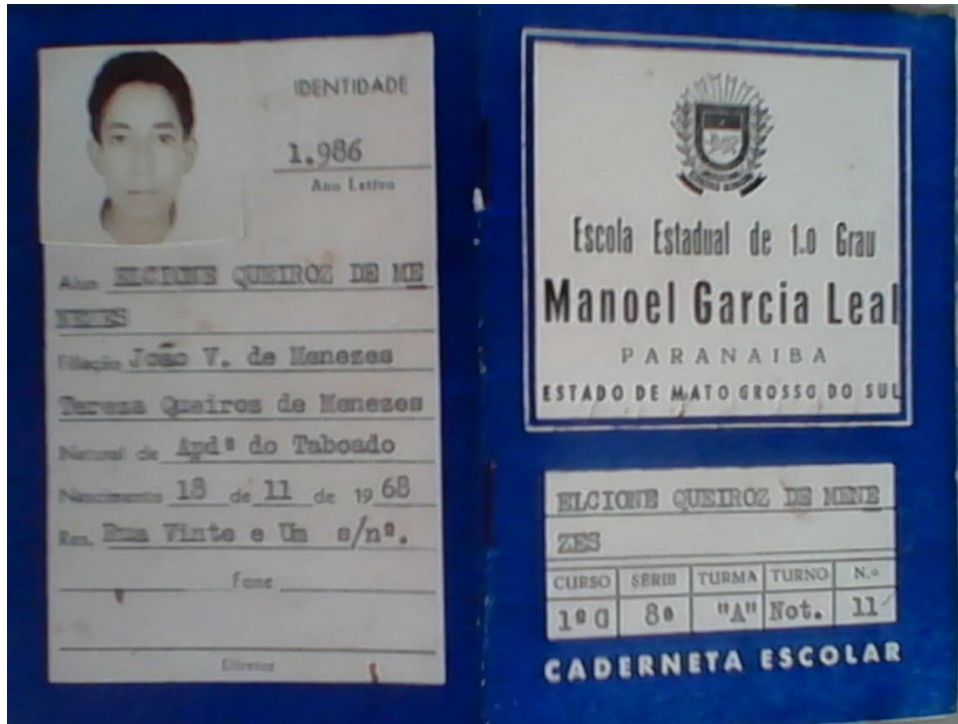 IDENTIDADE
1.986
Ano Letivo
Alun ELCIONE QUEIROZ DE ME
NEZES
Filiação João V. de Menezes
Tereza Queiroz de Menezes
Natural de Apdª do Taboado
Nascimento 18 de 11 de 1968
Res. Rua Vinte e Um s/nº.
Fone
Diretor
Escola Estadual de 1.o Grau
Manoel Garcia Leal
PARANAIBA
ESTADO DE MATO GROSSO DO SUL
ELCIONE QUEIROZ DE MENE
ZES
CURSO SÉRIE TURMA TURNO N.o
1º G 8ª "A" Not. 11
CADERNETA ESCOLAR